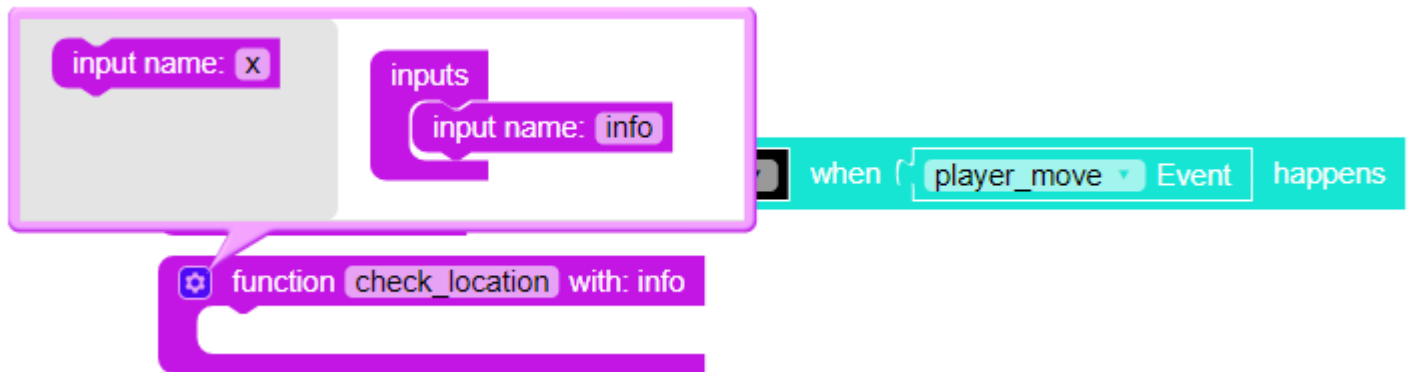 input name: x
inputs
input name: info
when player_move Event happens
function check_location with: info